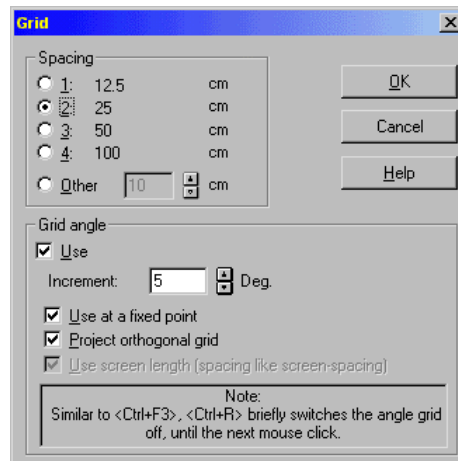 Grid
Spacing
1: 12.5 cm
OK
2: 25 cm
3: 50 cm
Cancel
4: 100 cm
Help
Other 10 cm
Grid angle
Use
Increment: 5 Deg.
Use at a fixed point
Project orthogonal grid
Use screen length (spacing like screen-spacing)
Note:
Similar to <Ctrl+F3>, <Ctrl+R> briefly switches the angle grid
off, until the next mouse click.